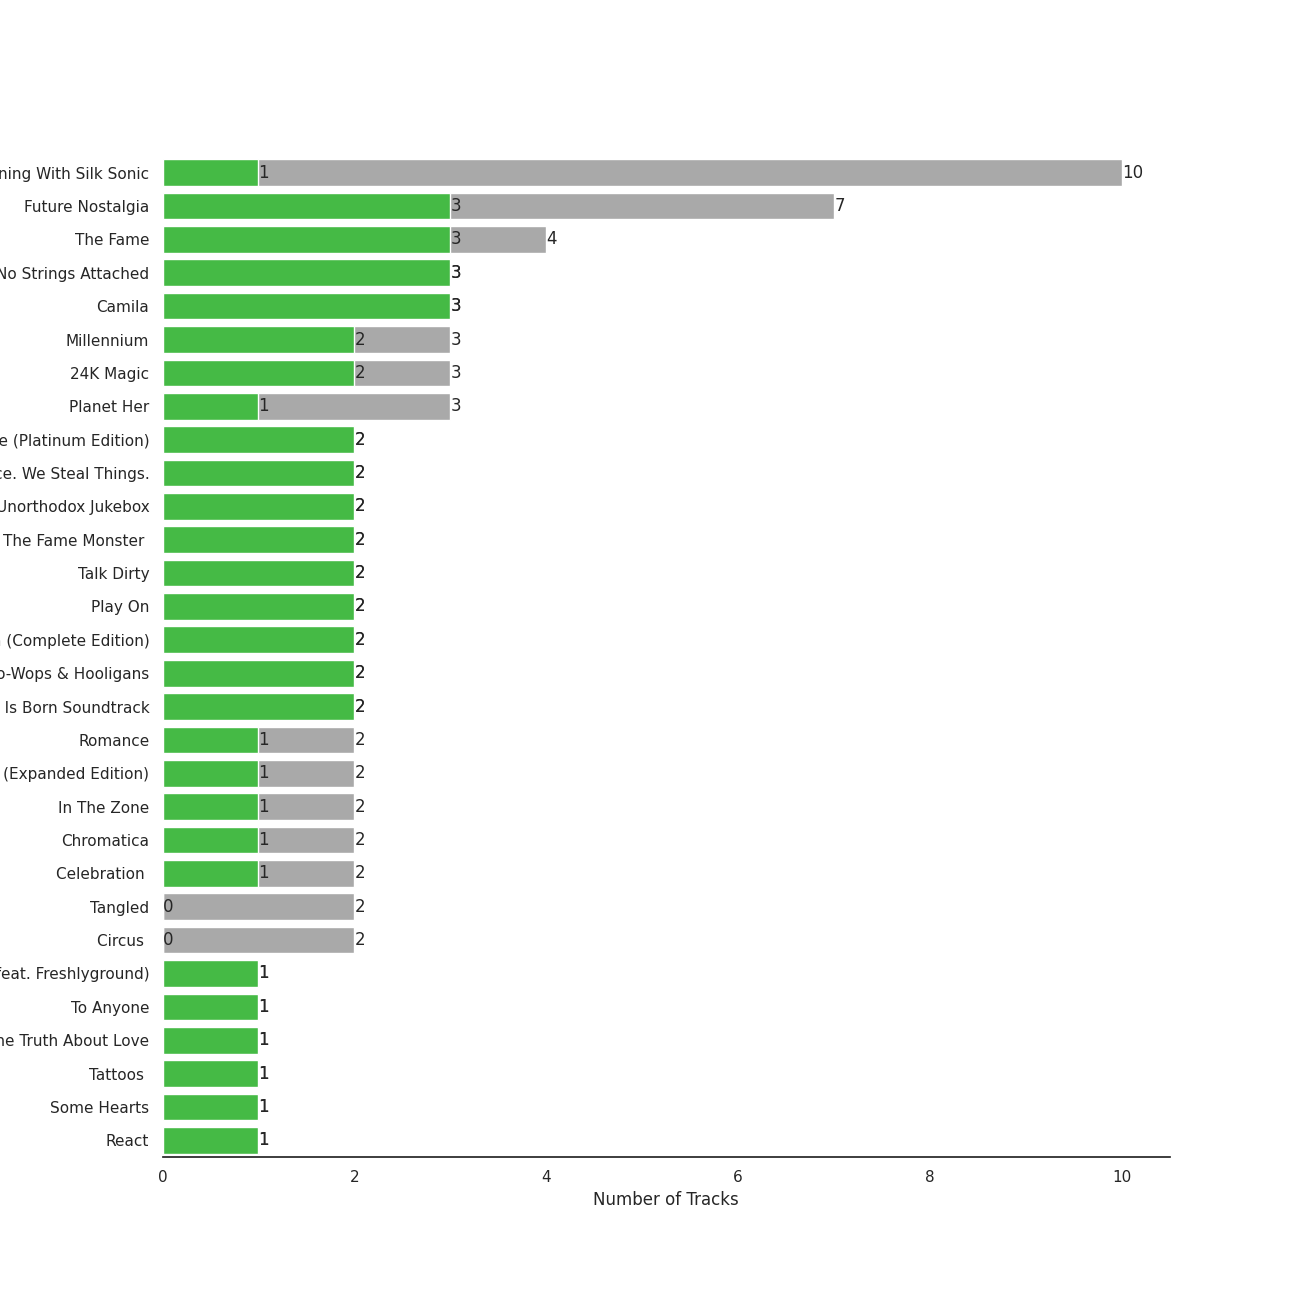 With Silk Sonic 1 10
Future Nostalgia 3 7
The Fame 3 4
No Strings Attached 3
Camila 3
Millennium 2 3
24K Magic 2 3
Planet Her 1 3
(Platinum Edition) 2
We Steal Things. 2
Unorthodox Jukebox 2
The Fame Monster 2
Talk Dirty 2
Play On 2
(Complete Edition) 2
-Wops & Hooligans 2
Is Born Soundtrack 2
Romance 1 2
(Expanded Edition) 1 2
In The Zone 1 2
Chromatica 1 2
Celebration 1 2
Tangled 0 2
Circus 0 2
feat. Freshlyground) 1
To Anyone 1
Truth About Love 1
Tattoos 1
Some Hearts 1
React 1
0 2 4 6 8 10
Number of Tracks